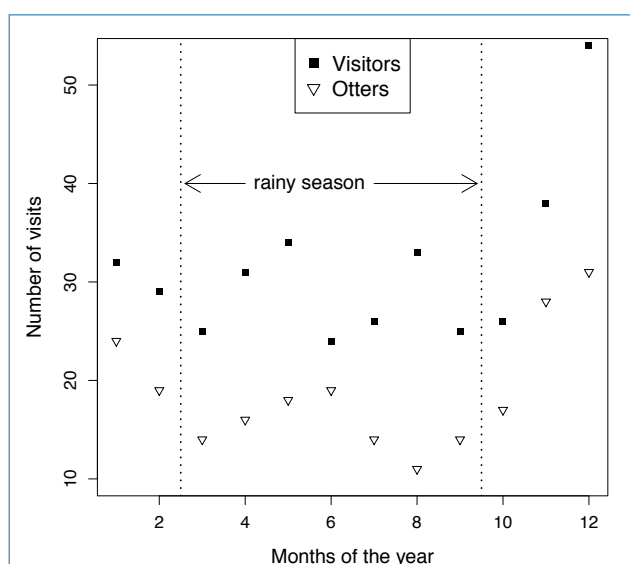 Visitors
Otters
rainy season
Number of visits
50
40
30
20
10
2 4 6 8 10 12
Months of the year